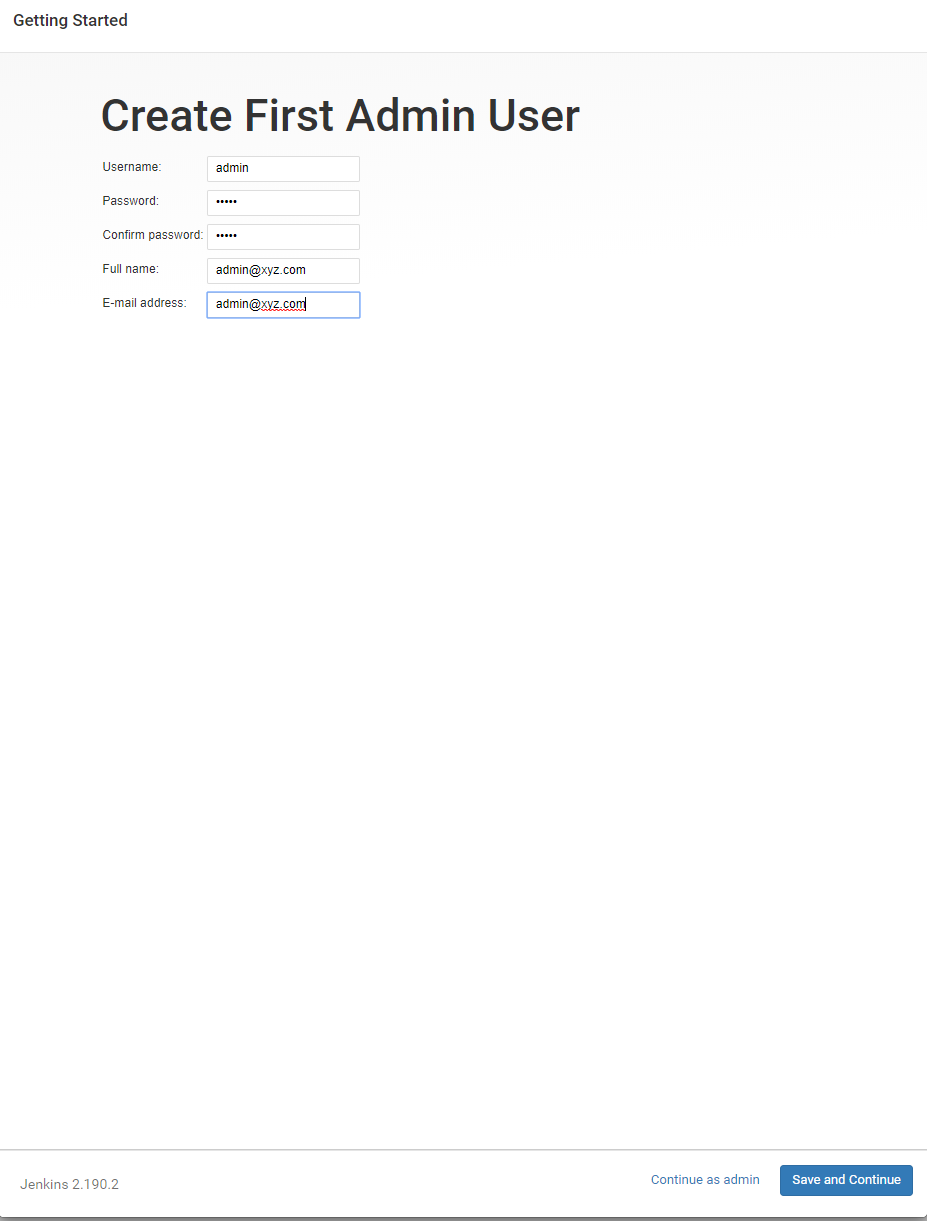 Getting Started
Create First Admin User
Username: admin
Password: •••••
Confirm password: •••••
Full name: admin@xyz.com
E-mail address: admin@xyz.com
Jenkins 2.190.2 Continue as admin Save and Continue